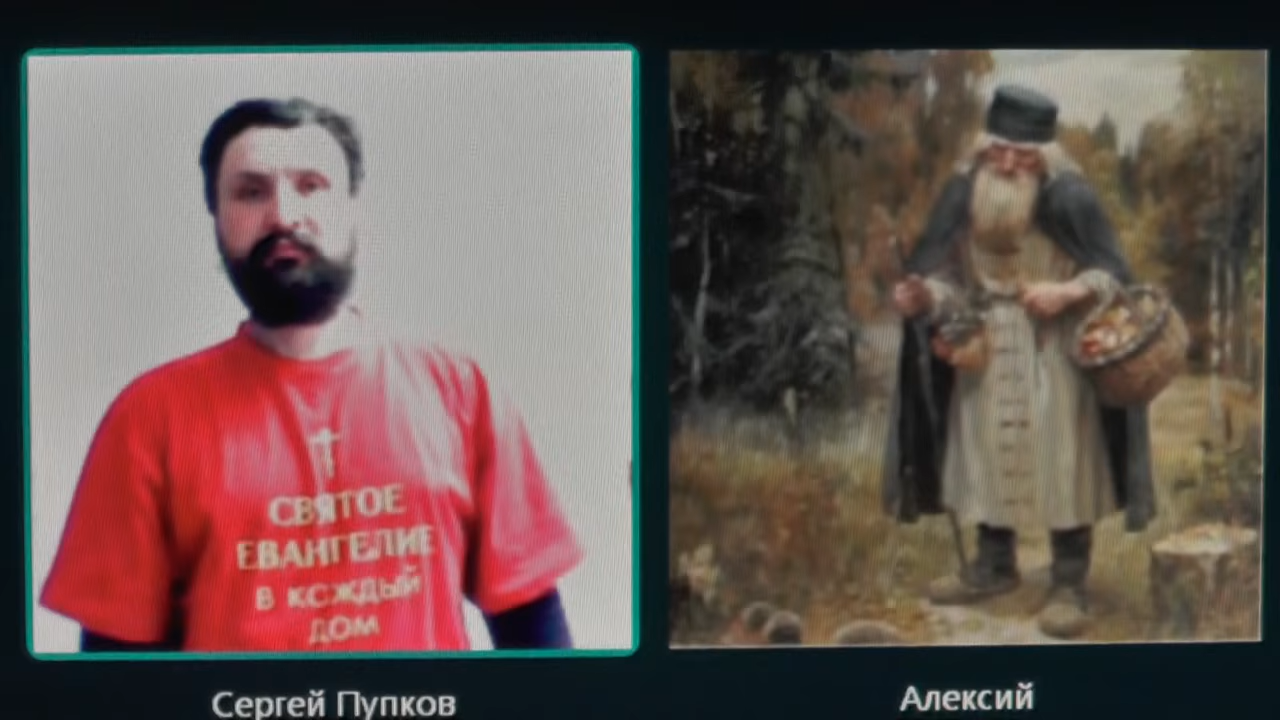 СВЯТОЕ
ЕВАНГЕЛИЕ
В КОЖДЫЙ
ДОМ
Сергей Пупков
Алексий